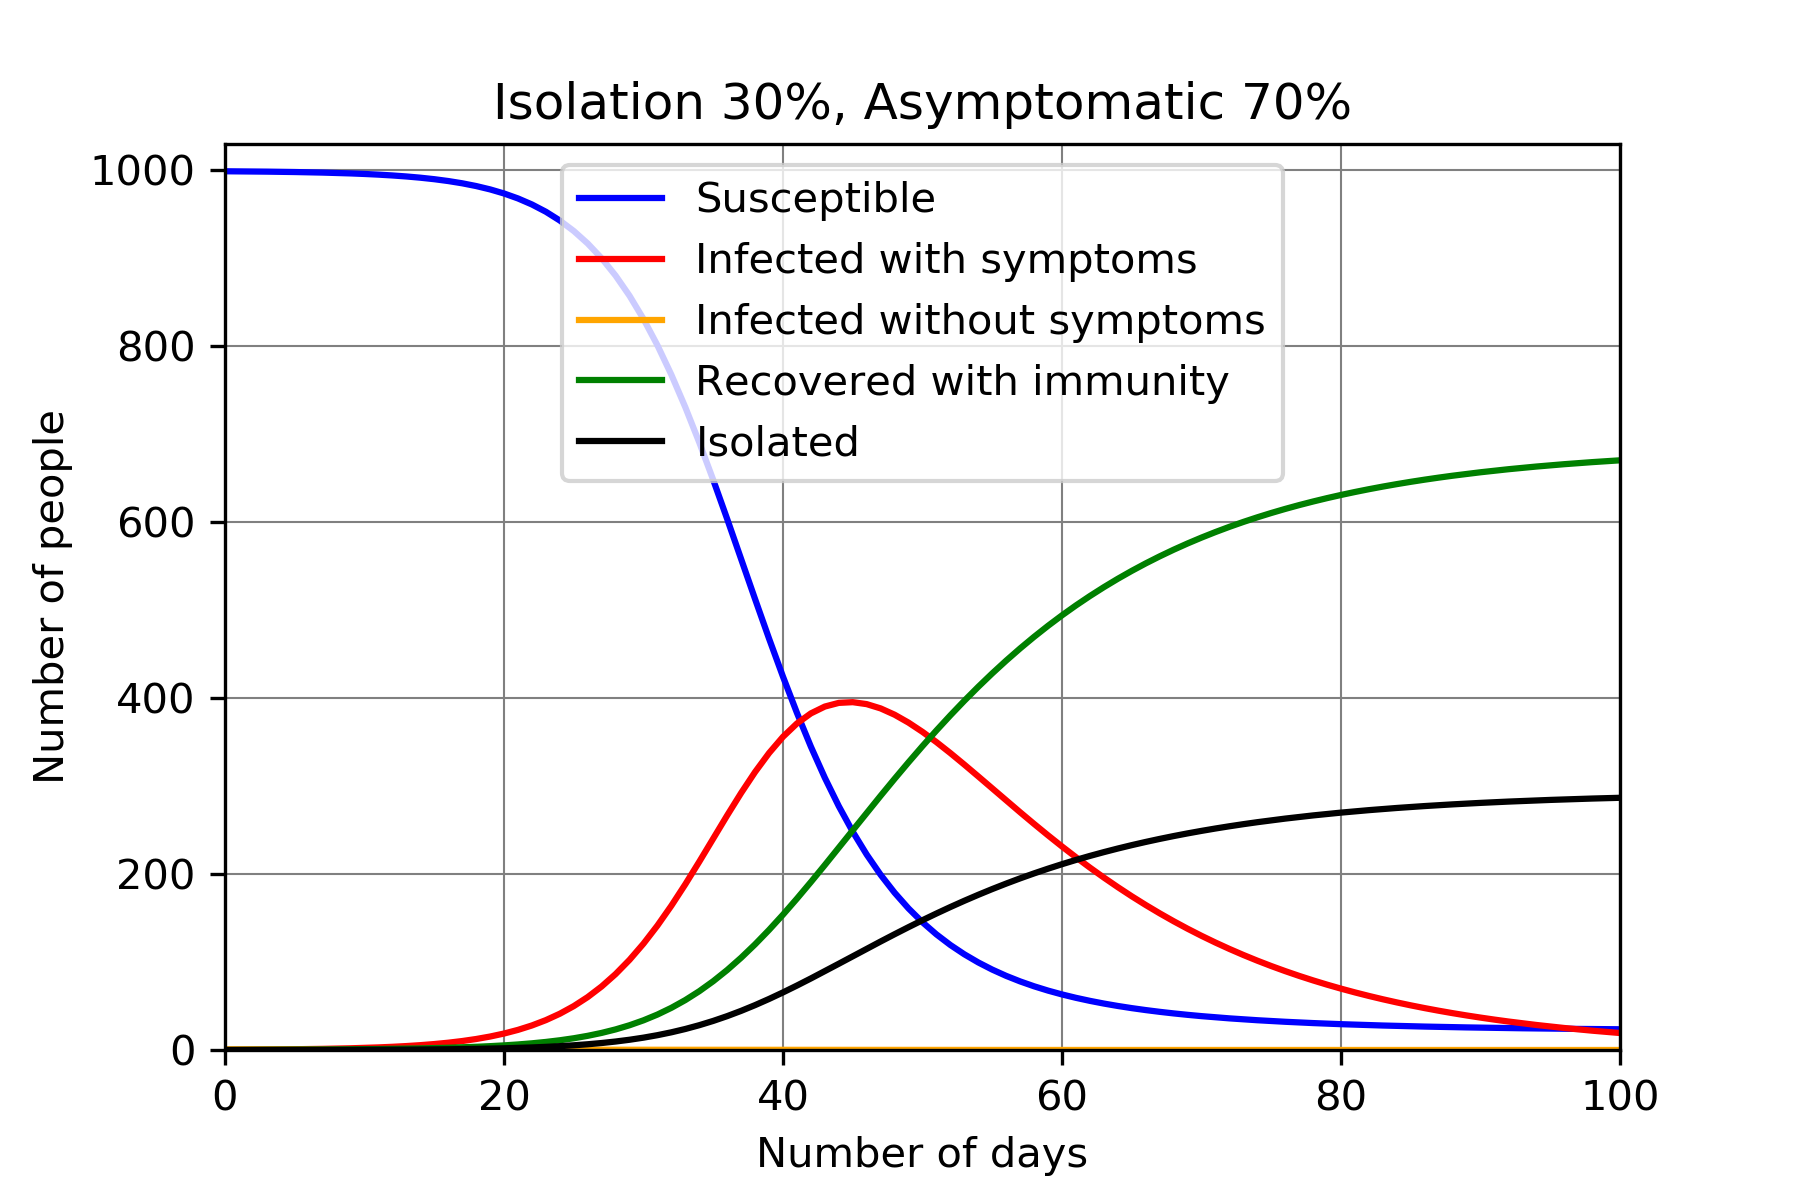 Isolation 30%, Asymptomatic 70%
1000
800
600
400
200
0
Number of people
Susceptible
Infected with symptoms
Infected without symptoms
Recovered with immunity
Isolated
0 20 40 60 80 100
Number of days